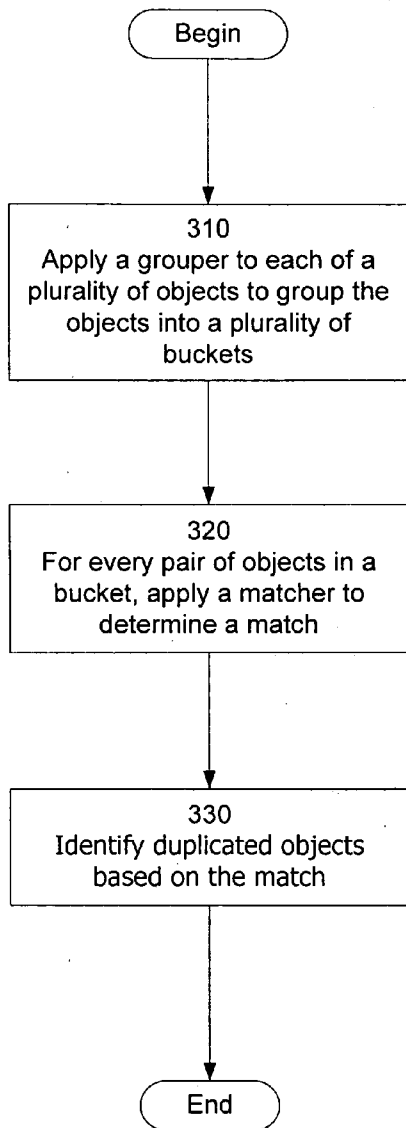 Begin
310
Apply a grouper to each of a
plurality of objects to group the
objects into a plurality of
buckets
320
For every pair of objects in a
bucket, apply a matcher to
determine a match
330
Identify duplicated objects
based on the match
End